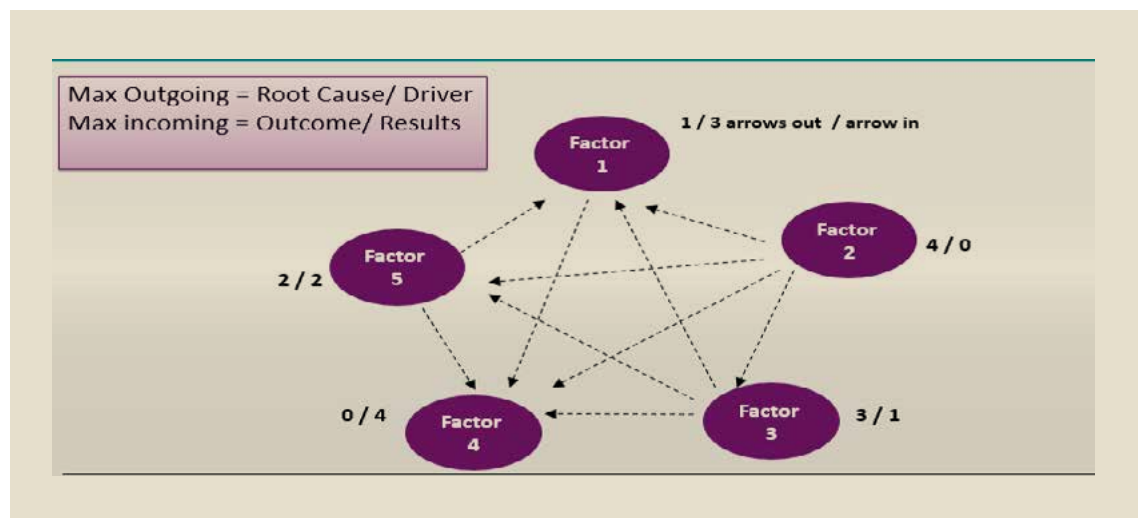 Max Outgoing = Root Cause/ Driver
Max incoming = Outcome/ Results
1 / 3 arrows out / arrow in
Factor
1
Factor
2
4 / 0
Factor
5
2 / 2
0 / 4
Factor
4
Factor
3
3 / 1